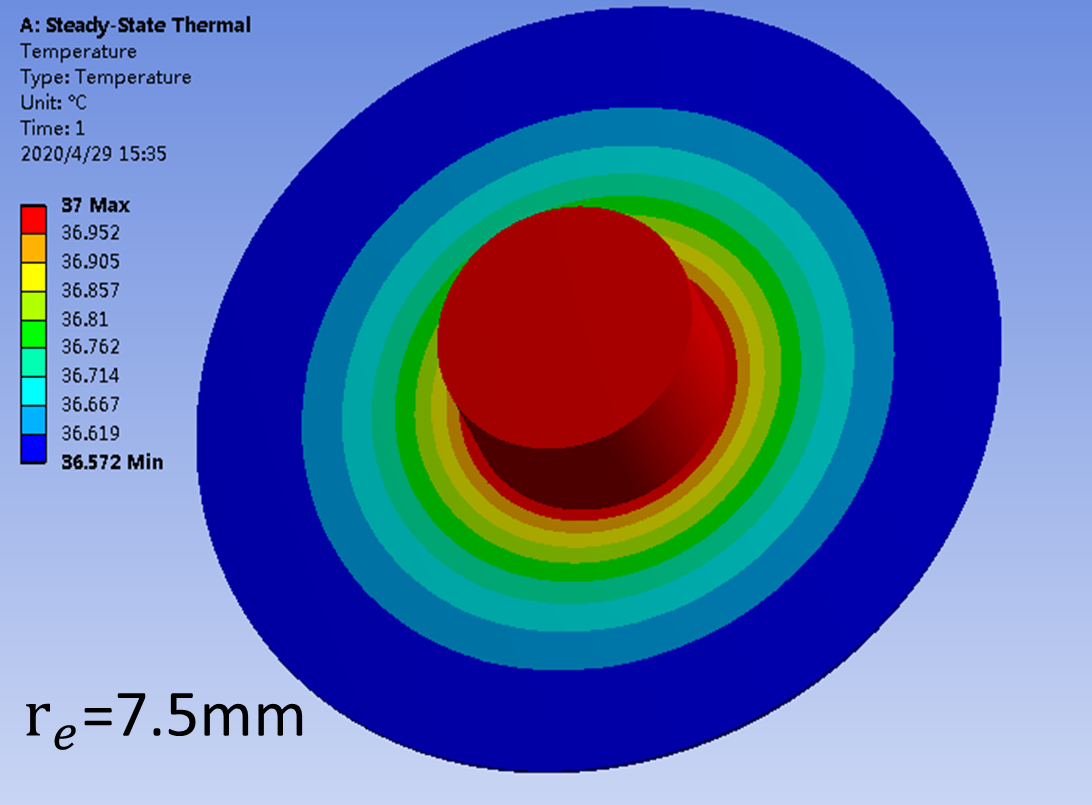 A: Steady-State Thermal
Temperature
Type: Temperature
Unit: °C
Time: 1
2020/4/29 15:35
37 Max
36.952
36.905
36.857
36.81
36.762
36.714
36.667
36.619
36.572 Min
rₑ=7.5mm